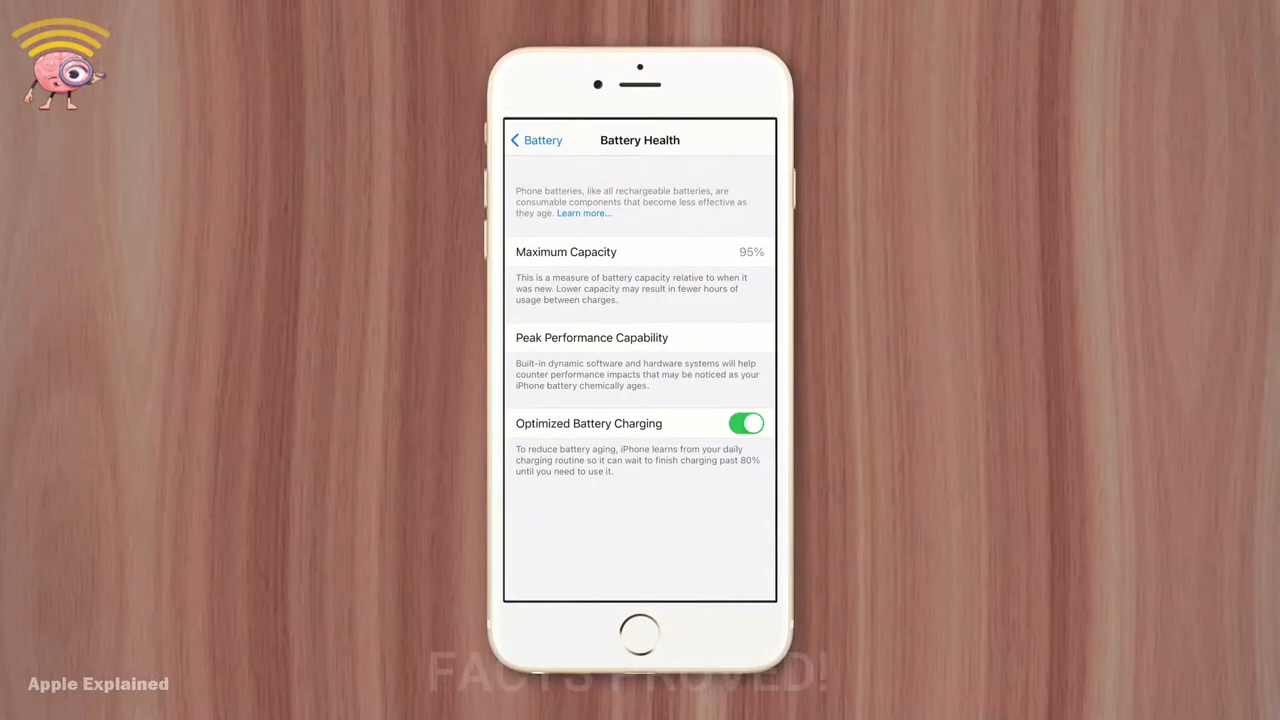 Battery
Battery Health
Phone batteries, like all rechargeable batteries, are
consumable components that become less effective as
they age. Learn more...
Maximum Capacity 95%
This is a measure of battery capacity relative to when it
was new. Lower capacity may result in fewer hours of
usage between charges.
Peak Performance Capability
Built-in dynamic software and hardware systems will help
counter performance impacts that may be noticed as your
iPhone battery chemically ages.
Optimized Battery Charging
To reduce battery aging, iPhone learns from your daily
charging routine so it can wait to finish charging past 80%
until you need to use it.
FACTS PROVED!
Apple Explained